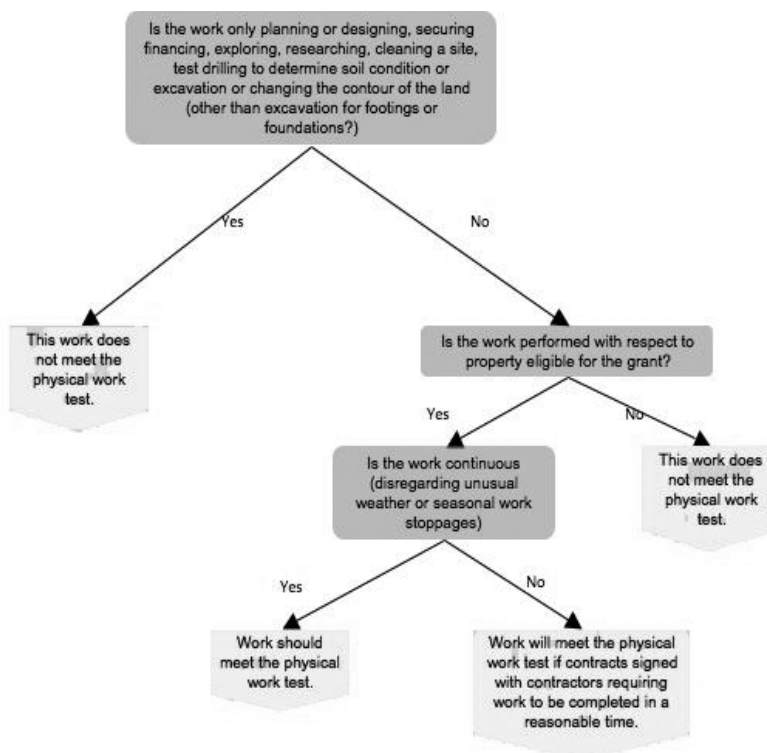 Is the work only planning or designing, securing
financing, exploring, researching, cleaning a site,
test drilling to determine soil condition or
excavation or changing the contour of the land
(other than excavation for footings or
foundations?)
Yes
No
This work does
not meet the
physical work
test.
Is the work performed with respect to
property eligible for the grant?
Yes
No
Is the work continuous
(disregarding unusual
weather or seasonal work
stoppages)
This work does
not meet the
physical work
test.
Yes
No
Work should
meet the physical
work test.
Work will meet the physical
work test if contracts signed
with contractors requiring
work to be completed in a
reasonable time.